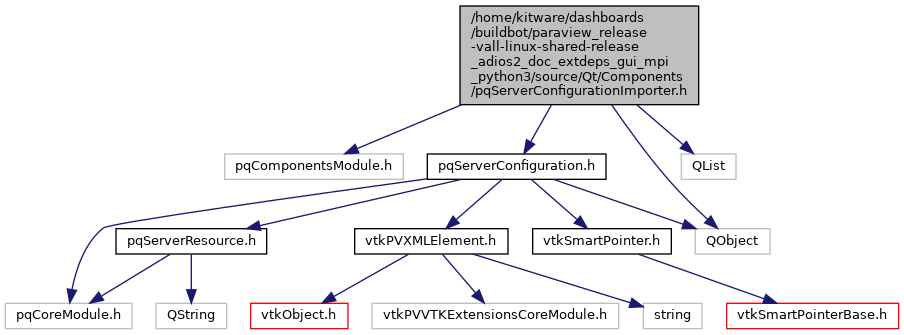 /home/kitware/dashboards
/buildbot/paraview_release
-vall-linux-shared-release
_adios2_doc_extdeps_gui_mpi
_python3/source/Qt/Components
/pqServerConfigurationImporter.h
pqComponentsModule.h
pqServerConfiguration.h
QList
pqServerResource.h
vtkPVXMLElement.h
vtkSmartPointer.h
QObject
pqCoreModule.h
QString
vtkObject.h
vtkPVVTKExtensionsCoreModule.h
string
vtkSmartPointerBase.h